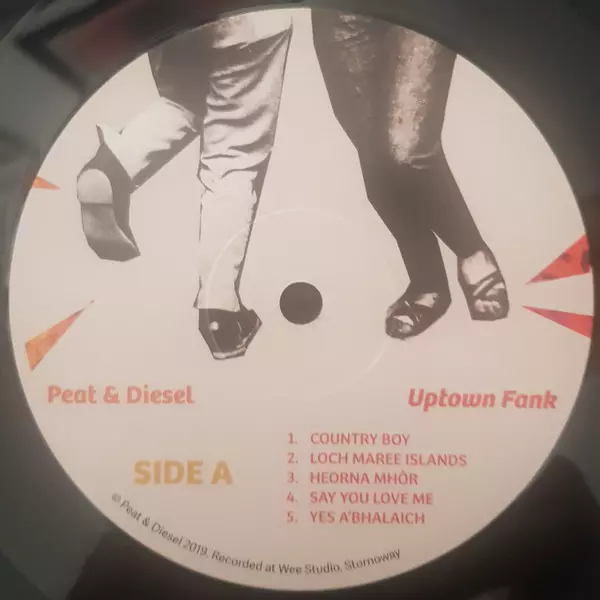 Peat & Diesel
Uptown Fank
SIDE A
1. COUNTRY BOY
2. LOCH MAREE ISLANDS
3. HEORNA MHÒR
4. SAY YOU LOVE ME
5. YES A'BHALAICH
© Peat & Diesel 2019. Recorded at Wee Studio, Stornoway